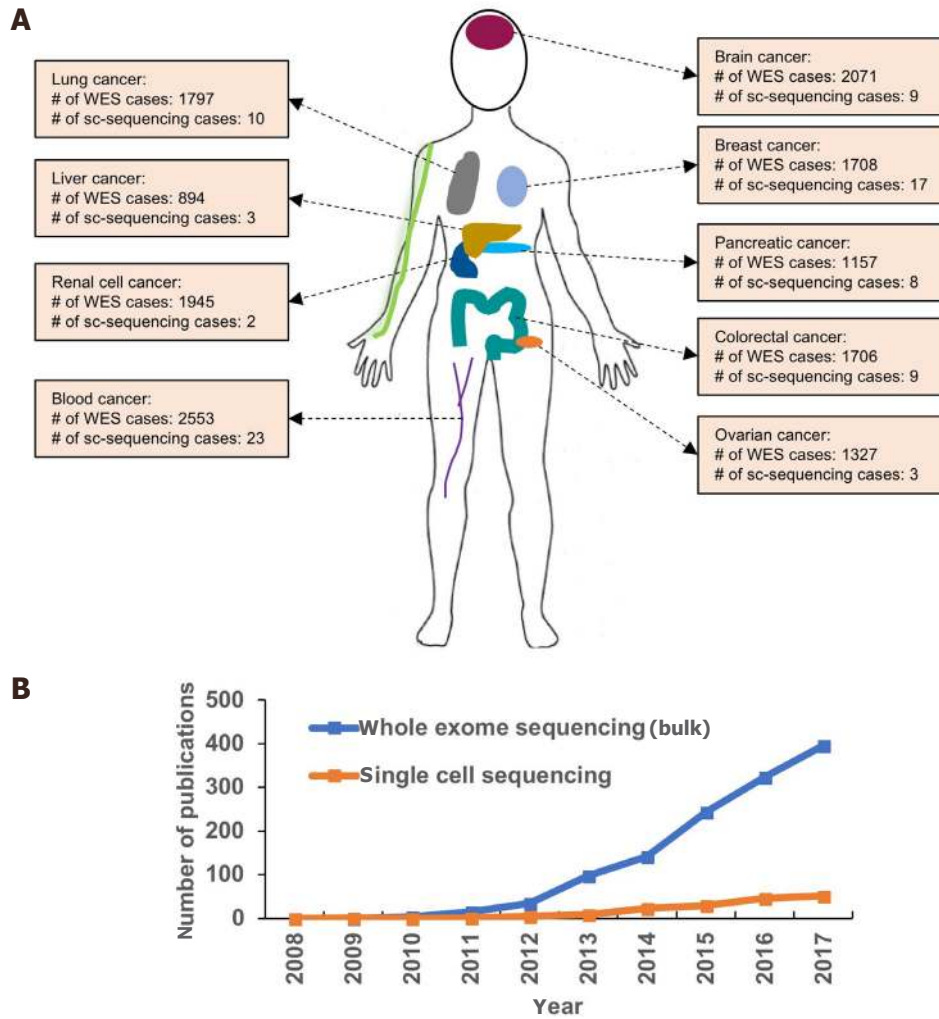 A
Lung cancer:
# of WES cases: 1797
# of sc-sequencing cases: 10
Liver cancer:
# of WES cases: 894
# of sc-sequencing cases: 3
Renal cell cancer:
# of WES cases: 1945
# of sc-sequencing cases: 2
Blood cancer:
# of WES cases: 2553
# of sc-sequencing cases: 23
Brain cancer:
# of WES cases: 2071
# of sc-sequencing cases: 9
Breast cancer:
# of WES cases: 1708
# of sc-sequencing cases: 17
Pancreatic cancer:
# of WES cases: 1157
# of sc-sequencing cases: 8
Colorectal cancer:
# of WES cases: 1706
# of sc-sequencing cases: 9
Ovarian cancer:
# of WES cases: 1327
# of sc-sequencing cases: 3
B
Number of publications
500
400
300
200
100
0
Whole exome sequencing (bulk)
Single cell sequencing
2008
2009
2010
2011
2012
2013
2014
2015
2016
2017
Year